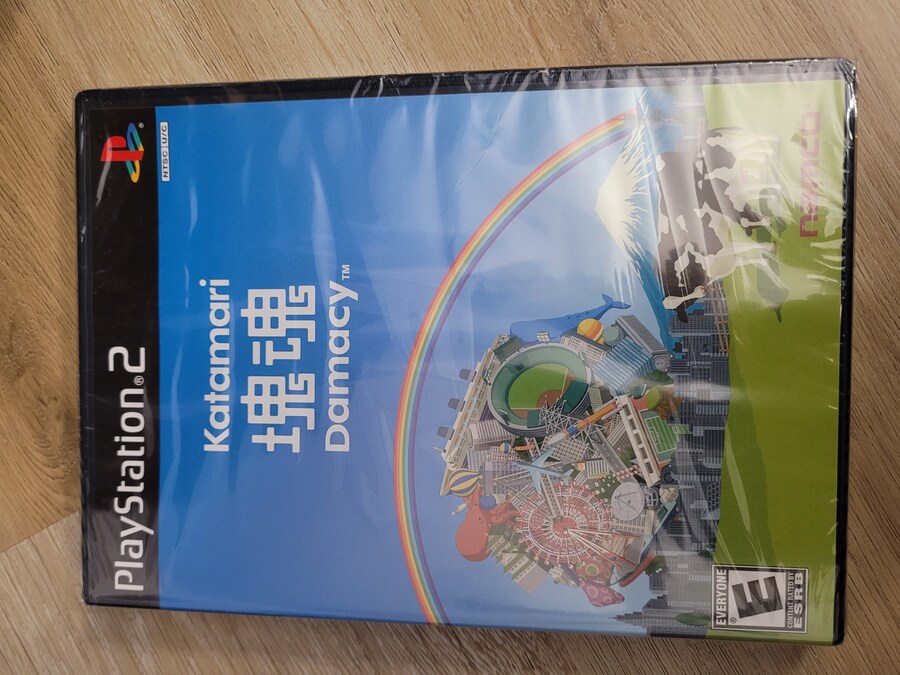 PlayStation®2
NTSC U/C
Katamari
塊魂
Damacy™
namco
EVERYONE
E
®
CONTENT RATED BY
ESRB